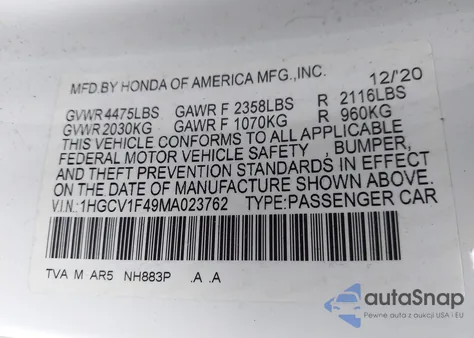 MFD BY HONDA OF AMERICA MFG.,INC. 12/20
GVWR 4475LBS GAWR F 2358LBS R 2116LBS
GVWR 2030KG GAWR F 1070KG R 960KG
THIS VEHICLE CONFORMS TO ALL APPLICABLE
FEDERAL MOTOR VEHICLE SAFETY , BUMPER,
AND THEFT PREVENTION STANDARDS IN EFFECT
ON THE DATE OF MANUFACTURE SHOWN ABOVE.
V.I.N.:1HGCV1F49MA023762 TYPE:PASSENGER CAR
TVA M AR5 NH883P .A .A
autoSnap
Pewne auta z aukcji USA i EU